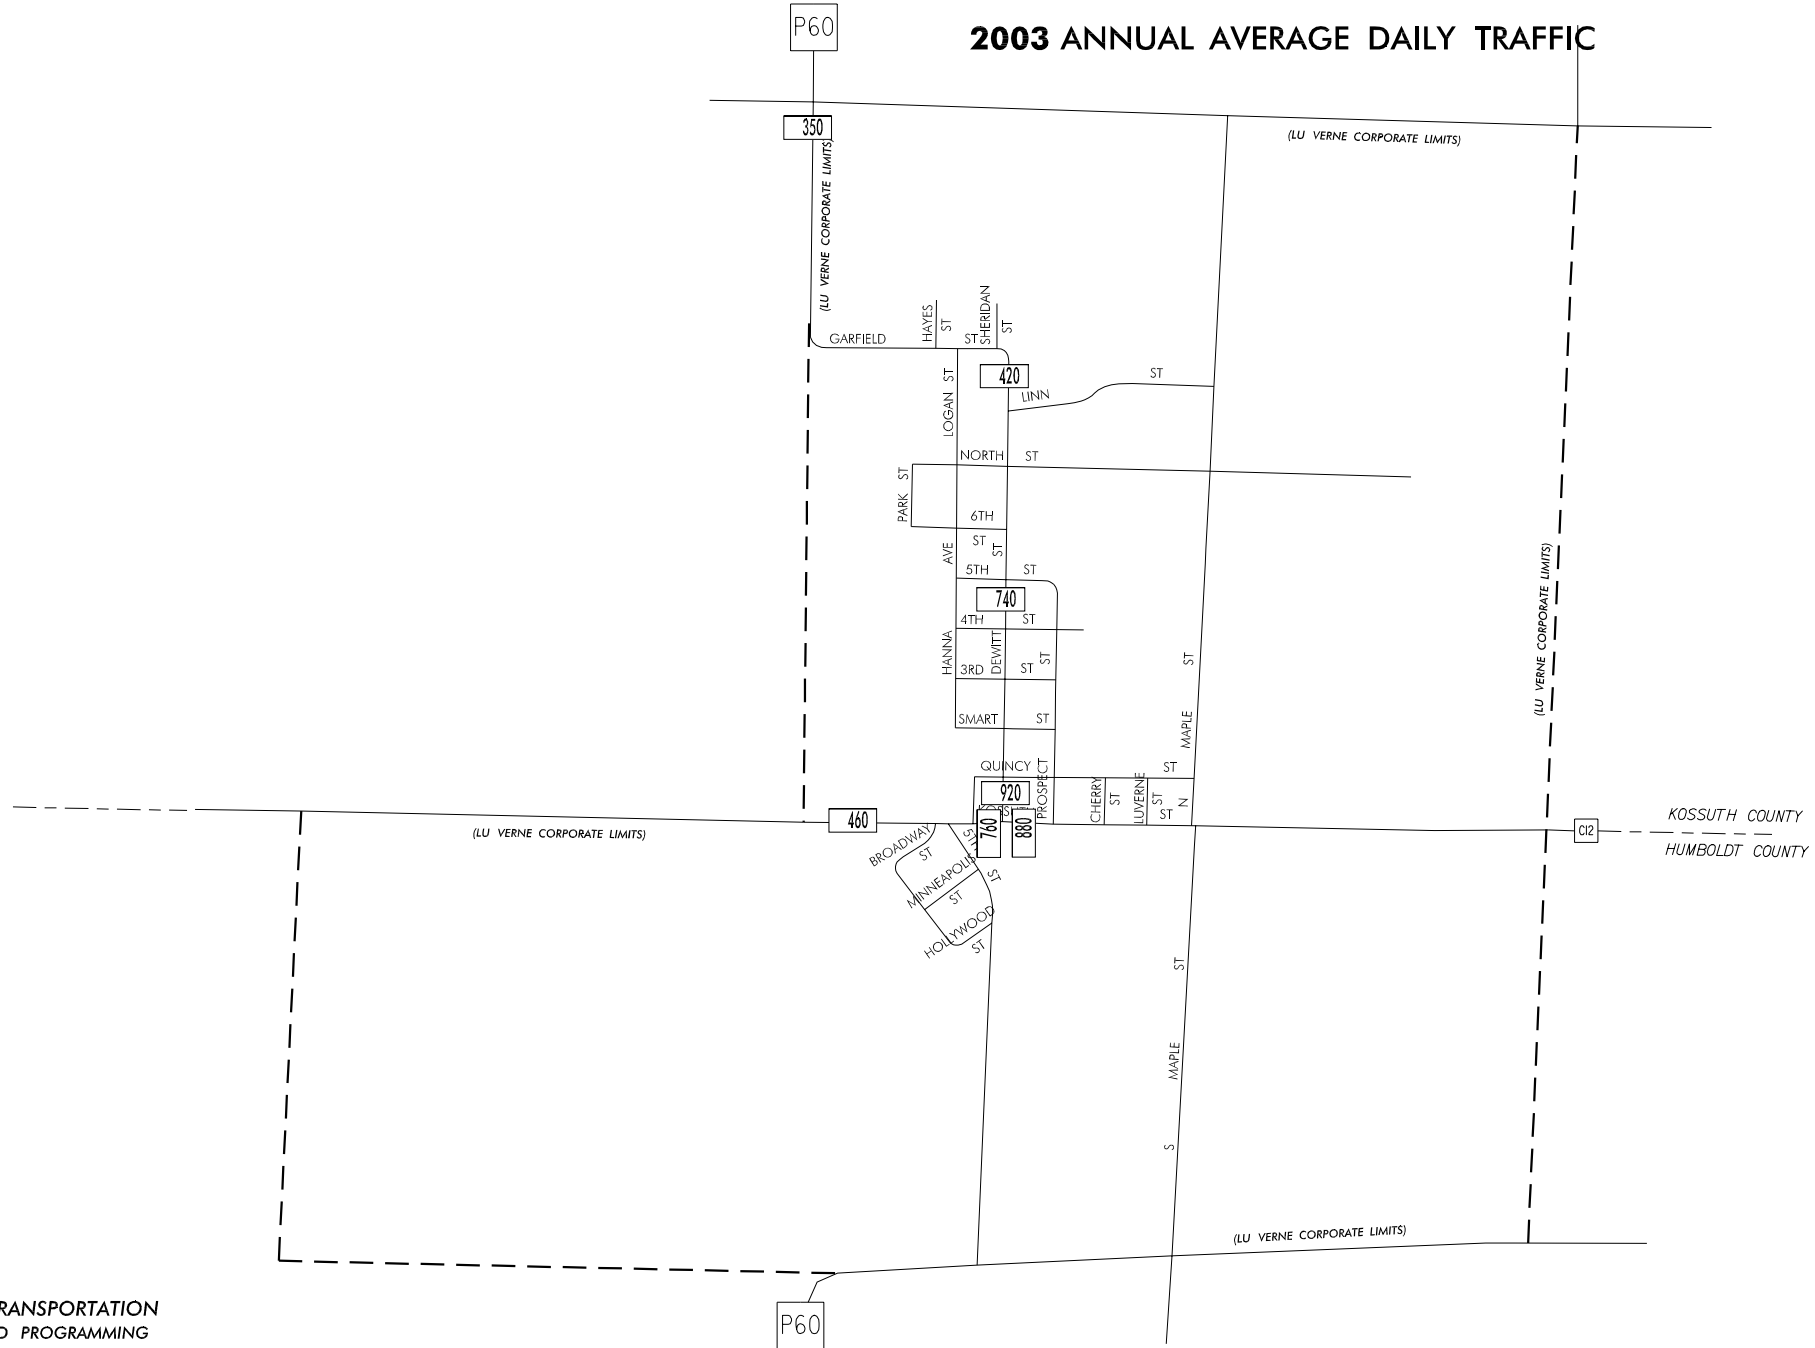 P60
2003 ANNUAL AVERAGE DAILY TRAFFIC
350
(LU VERNE CORPORATE LIMITS)
(LU VERNE CORPORATE LIMITS)
HAYES ST
SHERIDAN ST
GARFIELD ST
420
LOGAN ST
LINN ST
NORTH ST
PARK ST
6TH ST
HANNA AVE
5TH ST
740
4TH ST
DEWITT ST
3RD ST
SMART ST
PROSPECT ST
N MAPLE ST
(LU VERNE CORPORATE LIMITS)
QUINCY ST
920
CHERRY ST
LUVERNE ST
ST
460
760
880
C12
KOSSUTH COUNTY
HUMBOLDT COUNTY
(LU VERNE CORPORATE LIMITS)
BROADWAY ST
5TH ST
MINNEAPOLIS ST
HOLLYWOOD ST
S MAPLE ST
(LU VERNE CORPORATE LIMITS)
P60
RANSPORTATION
PROGRAMMING